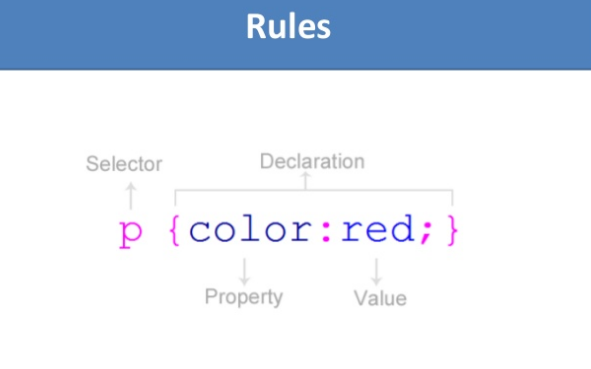 Rules
Selector
Declaration
p {color:red;}
Property
Value